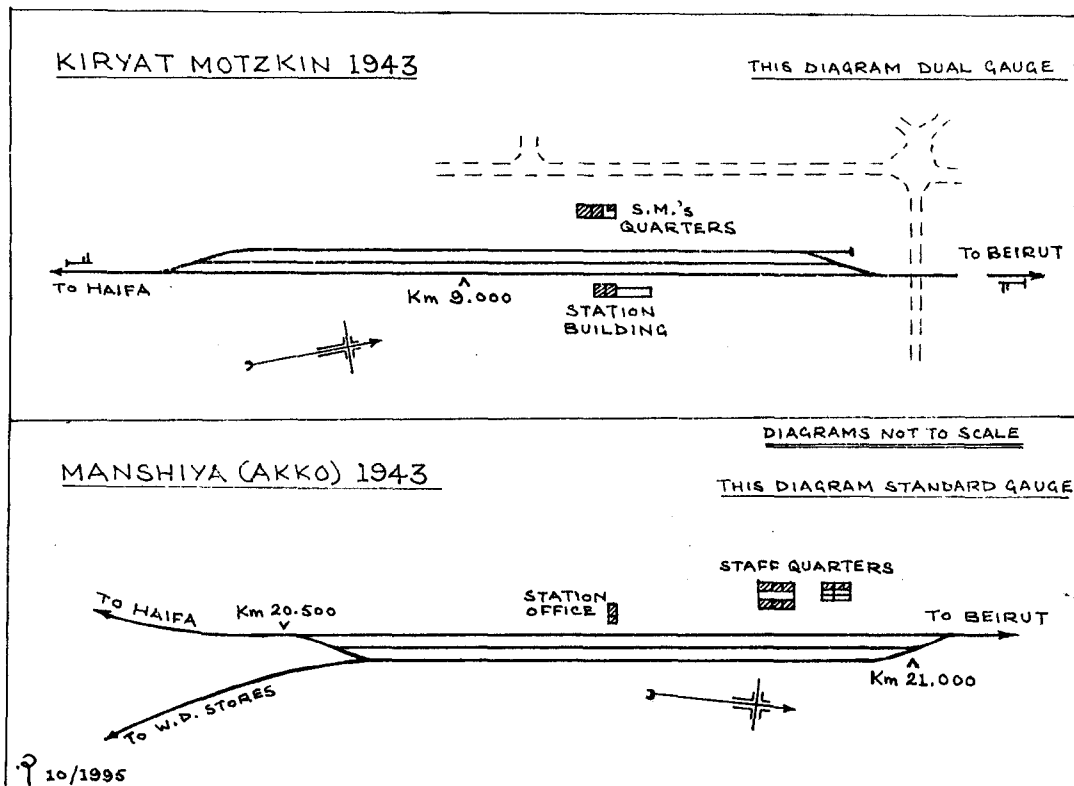 KIRYAT MOTZKIN 1943
THIS DIAGRAM DUAL GAUGE
S.M.'s
QUARTERS
TO HAIFA
Km 9.000
STATION
BUILDING
TO BEIRUT
DIAGRAMS NOT TO SCALE
MANSHIYA (AKKO) 1943
THIS DIAGRAM STANDARD GAUGE
TO HAIFA
Km 20.500
STATION
OFFICE
STAFF QUARTERS
TO BEIRUT
Km 21.000
TO W.D. STORES
10/1995